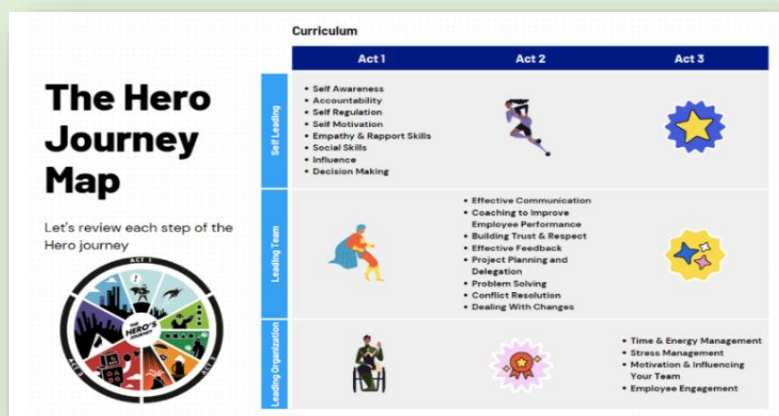 Curriculum
Act 1
Act 2
Act 3
The Hero
Journey
Map
Let's review each step of the
Hero journey
ACT 1
ACT 2
ACT 3
THE
HERO'S
JOURNEY
Self Leading
• Self Awareness
• Accountability
• Self Regulation
• Self Motivation
• Empathy & Rapport Skills
• Social Skills
• Influence
• Decision Making
Leading Team
• Effective Communication
• Coaching to Improve
Employee Performance
• Building Trust & Respect
• Effective Feedback
• Project Planning and
Delegation
• Problem Solving
• Conflict Resolution
• Dealing With Changes
Leading Organization
• Time & Energy Management
• Stress Management
• Motivation & Influencing
Your Team
• Employee Engagement